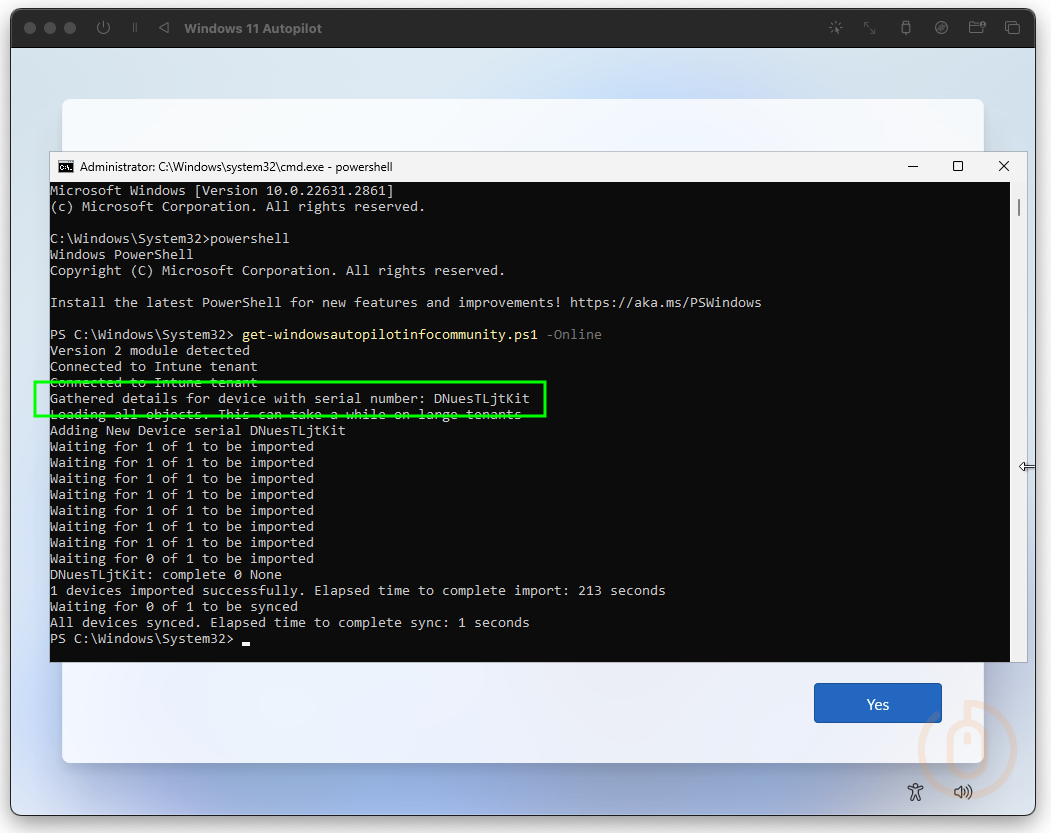 Windows 11 Autopilot
Administrator: C:\Windows\system32\cmd.exe - powershell
Microsoft Windows [Version 10.0.22631.2861]
(c) Microsoft Corporation. All rights reserved.
C:\Windows\System32>powershell
Windows PowerShell
Copyright (C) Microsoft Corporation. All rights reserved.
Install the latest PowerShell for new features and improvements! https://aka.ms/PSWindows
PS C:\Windows\System32> get-windowsautopilotinfocommunity.ps1 -Online
Version 2 module detected
Connected to Intune tenant
Connected to Intune tenant
Gathered details for device with serial number: DNuesTLjtKit
Loading all objects. This can take a while on large tenants
Adding New Device serial DNuesTLjtKit
Waiting for 1 of 1 to be imported
Waiting for 1 of 1 to be imported
Waiting for 1 of 1 to be imported
Waiting for 1 of 1 to be imported
Waiting for 1 of 1 to be imported
Waiting for 1 of 1 to be imported
Waiting for 1 of 1 to be imported
Waiting for 0 of 1 to be imported
DNuesTLjtKit: complete 0 None
1 devices imported successfully. Elapsed time to complete import: 213 seconds
Waiting for 0 of 1 to be synced
All devices synced. Elapsed time to complete sync: 1 seconds
PS C:\Windows\System32>
Yes